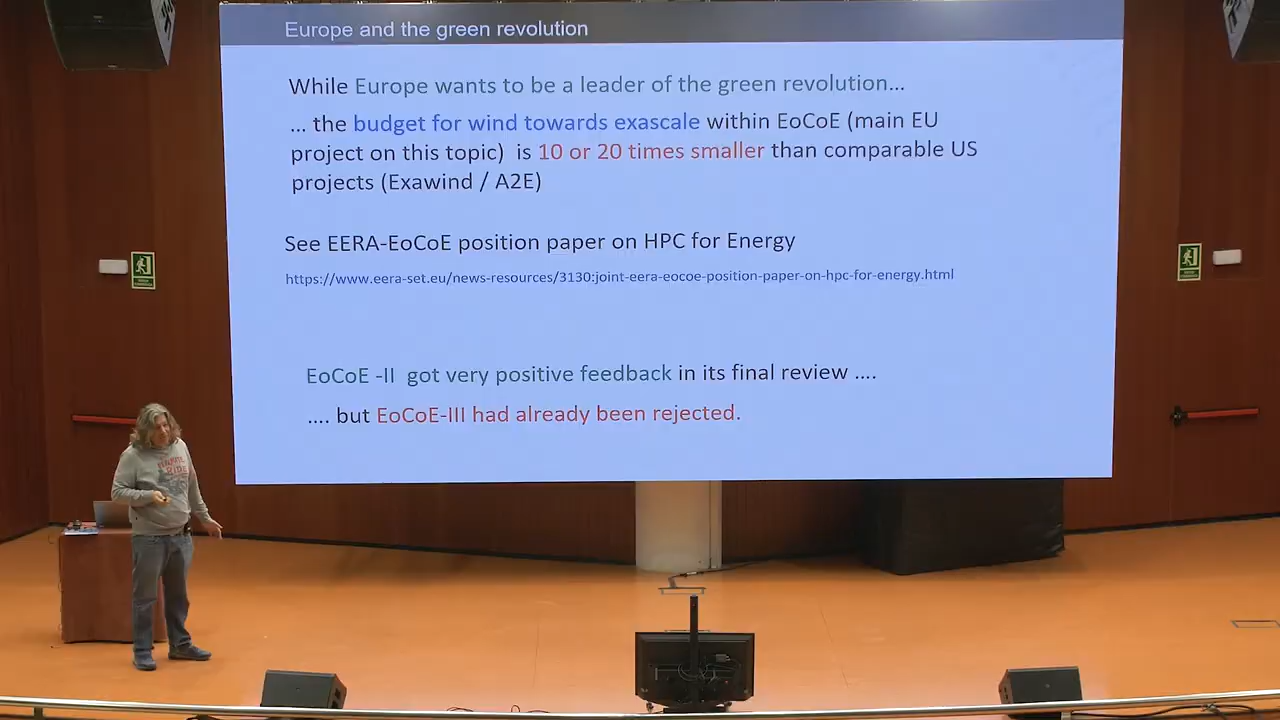 Europe and the green revolution
While Europe wants to be a leader of the green revolution...
... the budget for wind towards exascale within EoCoE (main EU
project on this topic) is 10 or 20 times smaller than comparable US
projects (Exawind / A2E)
See EERA-EoCoE position paper on HPC for Energy
https://www.eera-set.eu/news-resources/3130:joint-eera-eocoe-position-paper-on-hpc-for-energy.html
EoCoE -II got very positive feedback in its final review ....
.... but EoCoE-III had already been rejected.
RIDE